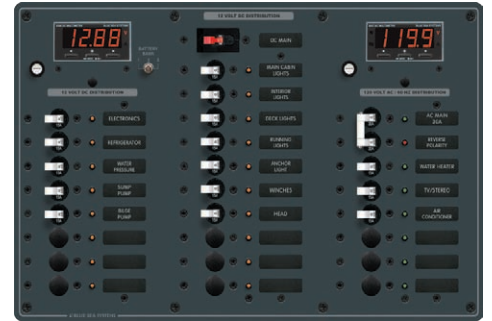 12 VOLT DC DISTRIBUTION
12.88
BATTERY
BANK
12 VOLT DC DISTRIBUTION
ELECTRONICS
REFRIGERATOR
WATER
PRESSURE
SUMP
PUMP
BILGE
PUMP
DC MAIN
MAIN CABIN
LIGHTS
INTERIOR
LIGHTS
DECK LIGHTS
RUNNING
LIGHTS
ANCHOR
LIGHT
WINCHES
HEAD
119.9
120 VOLT AC / 60 HZ DISTRIBUTION
AC MAIN
30A
REVERSE
POLARITY
WATER HEATER
TV/STEREO
AIR
CONDITIONER
BLUE SEA SYSTEMS